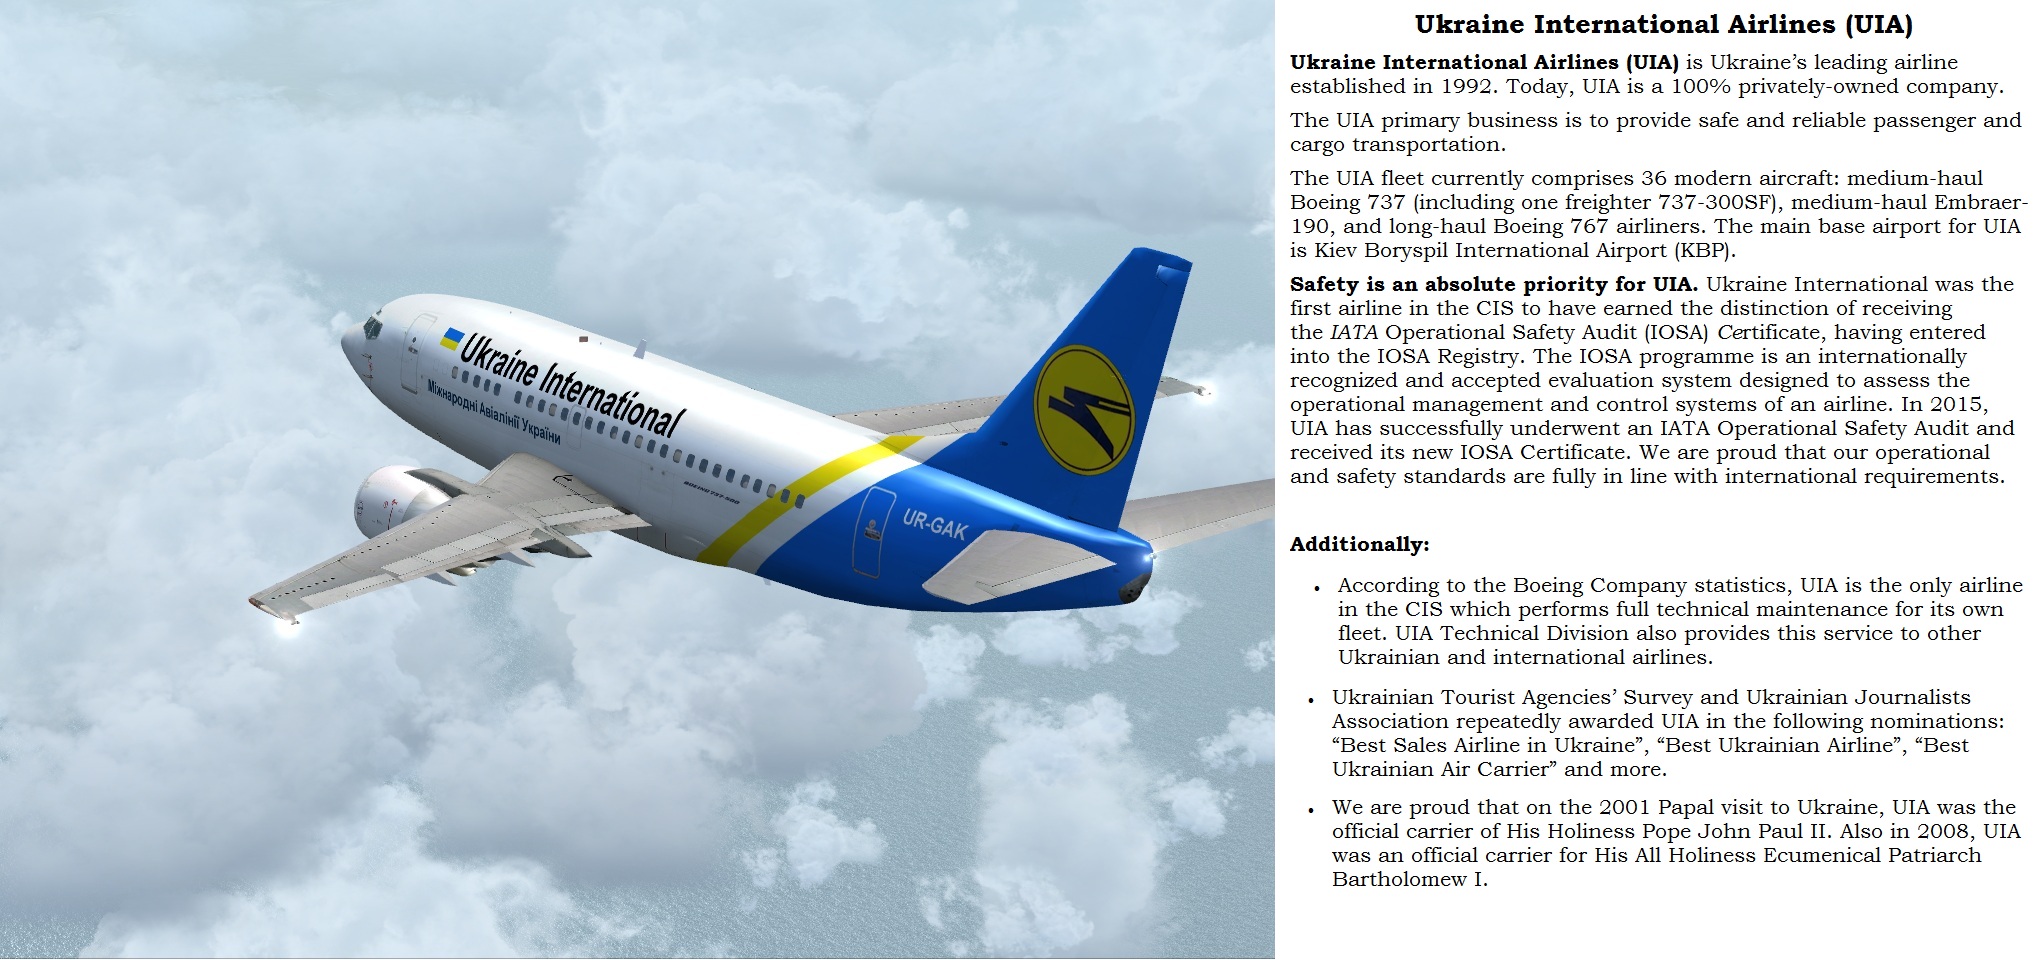 Ukraine International
Міжнародні Авіалінії України
UR-GAK
Ukraine International Airlines (UIA)
Ukraine International Airlines (UIA) is Ukraine’s leading airline
established in 1992. Today, UIA is a 100% privately-owned company.
The UIA primary business is to provide safe and reliable passenger and
cargo transportation.
The UIA fleet currently comprises 36 modern aircraft: medium-haul
Boeing 737 (including one freighter 737-300SF), medium-haul Embraer-
190, and long-haul Boeing 767 airliners. The main base airport for UIA
is Kiev Boryspil International Airport (KBP).
Safety is an absolute priority for UIA. Ukraine International was the
first airline in the CIS to have earned the distinction of receiving
the IATA Operational Safety Audit (IOSA) Certificate, having entered
into the IOSA Registry. The IOSA programme is an internationally
recognized and accepted evaluation system designed to assess the
operational management and control systems of an airline. In 2015,
UIA has successfully underwent an IATA Operational Safety Audit and
received its new IOSA Certificate. We are proud that our operational
and safety standards are fully in line with international requirements.
Additionally:
• According to the Boeing Company statistics, UIA is the only airline
in the CIS which performs full technical maintenance for its own
fleet. UIA Technical Division also provides this service to other
Ukrainian and international airlines.
• Ukrainian Tourist Agencies’ Survey and Ukrainian Journalists
Association repeatedly awarded UIA in the following nominations:
“Best Sales Airline in Ukraine”, “Best Ukrainian Airline”, “Best
Ukrainian Air Carrier” and more.
• We are proud that on the 2001 Papal visit to Ukraine, UIA was the
official carrier of His Holiness Pope John Paul II. Also in 2008, UIA
was an official carrier for His All Holiness Ecumenical Patriarch
Bartholomew I.